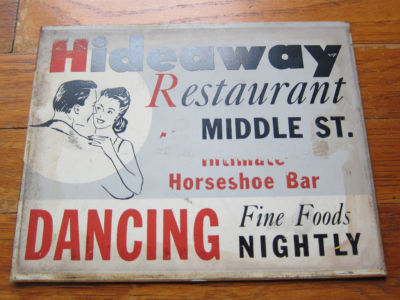 Hideaway
Restaurant
MIDDLE ST.
Intimate
Horseshoe Bar
DANCING
Fine Foods
NIGHTLY